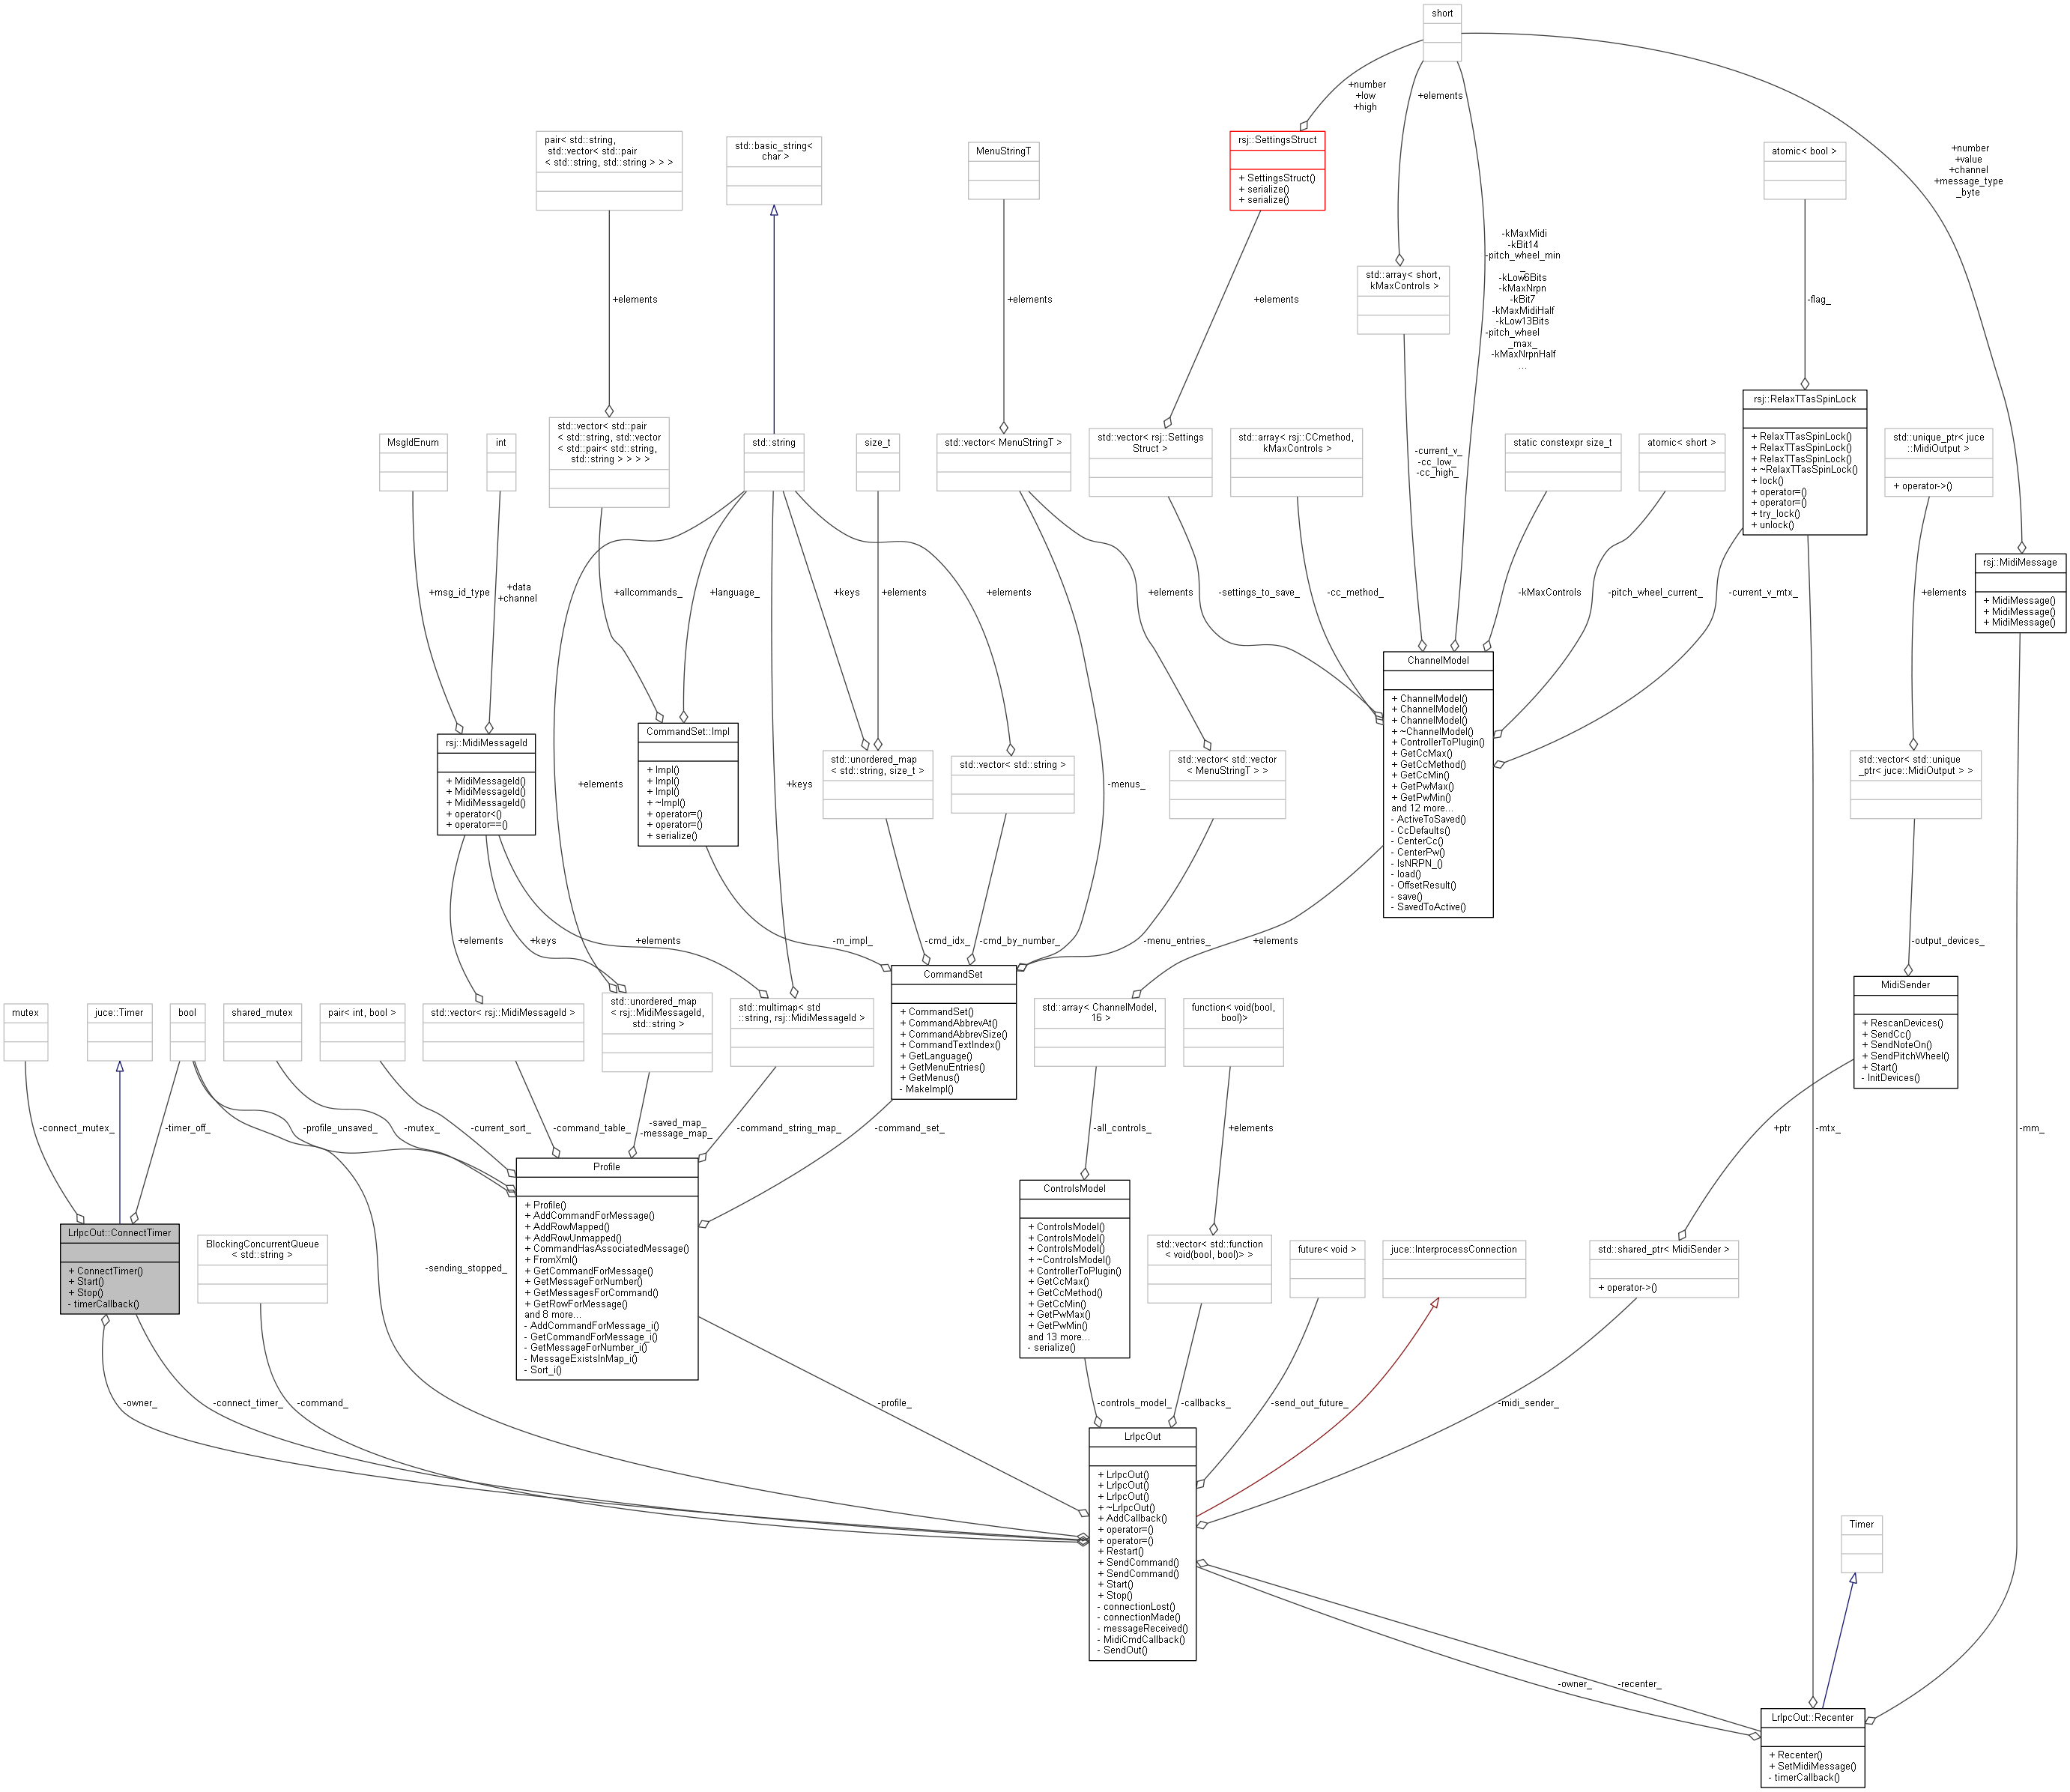 short
+number
+low
+high
+elements
pair< std::string,
std::vector< std::pair
< std::string, std::string > > >
std::basic_string<
char >
MenuStringT
rsj::SettingsStruct
+ SettingsStruct()
+ serialize()
+ serialize()
atomic< bool >
+number
+value
+channel
+message_type
_byte
-kMaxMidi
-kBit14
-pitch_wheel_min
_
-kLow6Bits
-kMaxNrpn
-kBit7
-kMaxMidiHalf
-kLow13Bits
-pitch_wheel
_max_
-kMaxNrpnHalf
...
std::array< short,
kMaxControls >
+elements
+elements
+elements
-flag_
rsj::RelaxTTasSpinLock
+ RelaxTTasSpinLock()
+ RelaxTTasSpinLock()
+ RelaxTTasSpinLock()
+ ~RelaxTTasSpinLock()
+ lock()
+ operator=()
+ operator=()
+ try_lock()
+ unlock()
MsgIdEnum
int
std::vector< std::pair
< std::string, std::vector
< std::pair< std::string,
std::string > > > >
std::string
size_t
std::vector< MenuStringT >
std::vector< rsj::Settings
Struct >
std::array< rsj::CCmethod,
kMaxControls >
-current_v_
-cc_low_
-cc_high_
static constexpr size_t
atomic< short >
std::unique_ptr< juce
::MidiOutput >
+ operator->()
rsj::MidiMessage
+ MidiMessage()
+ MidiMessage()
+ MidiMessage()
+msg_id_type
+data
+channel
+allcommands_
+language_
+keys
+elements
+elements
+elements
-settings_to_save_
-cc_method_
-kMaxControls
-pitch_wheel_current_
-current_v_mtx_
+elements
rsj::MidiMessageId
+ MidiMessageId()
+ MidiMessageId()
+ MidiMessageId()
+ operator<()
+ operator==()
+elements
CommandSet::Impl
+ Impl()
+ Impl()
+ Impl()
+ ~Impl()
+ operator=()
+ operator=()
+ serialize()
+keys
std::unordered_map
< std::string, size_t >
std::vector< std::string >
-menus_
std::vector< std::vector
< MenuStringT > >
ChannelModel
+ ChannelModel()
+ ChannelModel()
+ ChannelModel()
+ ~ChannelModel()
+ ControllerToPlugin()
+ GetCcMax()
+ GetCcMethod()
+ GetCcMin()
+ GetPwMax()
+ GetPwMin()
and 12 more...
- ActiveToSaved()
- CcDefaults()
- CenterCc()
- CenterPw()
- IsNRPN_()
- load()
- OffsetResult()
- save()
- SavedToActive()
std::vector< std::unique
_ptr< juce::MidiOutput > >
+elements
+keys
+elements
-m_impl_
-cmd_idx_
-cmd_by_number_
-menu_entries_
+elements
-output_devices_
mutex
juce::Timer
bool
shared_mutex
pair< int, bool >
std::vector< rsj::MidiMessageId >
std::unordered_map
< rsj::MidiMessageId,
std::string >
std::multimap< std
::string, rsj::MidiMessageId >
CommandSet
+ CommandSet()
+ CommandAbbrevAt()
+ CommandAbbrevSize()
+ CommandTextIndex()
+ GetLanguage()
+ GetMenuEntries()
+ GetMenus()
- MakeImpl()
std::array< ChannelModel,
16 >
function< void(bool,
bool)>
MidiSender
+ RescanDevices()
+ SendCc()
+ SendNoteOn()
+ SendPitchWheel()
+ Start()
- InitDevices()
-connect_mutex_
-timer_off_
-profile_unsaved_
-mutex_
-current_sort_
-command_table_
-saved_map_
-message_map_
-command_string_map_
-command_set_
-all_controls_
+elements
+ptr
-mtx_
-mm_
LrIpcOut::ConnectTimer
+ ConnectTimer()
+ Start()
+ Stop()
- timerCallback()
BlockingConcurrentQueue
< std::string >
-sending_stopped_
Profile
+ Profile()
+ AddCommandForMessage()
+ AddRowMapped()
+ AddRowUnmapped()
+ CommandHasAssociatedMessage()
+ FromXml()
+ GetCommandForMessage()
+ GetMessageForNumber()
+ GetMessagesForCommand()
+ GetRowForMessage()
and 8 more...
- AddCommandForMessage_i()
- GetCommandForMessage_i()
- GetMessageForNumber_i()
- MessageExistsInMap_i()
- Sort_i()
ControlsModel
+ ControlsModel()
+ ControlsModel()
+ ControlsModel()
+ ~ControlsModel()
+ ControllerToPlugin()
+ GetCcMax()
+ GetCcMethod()
+ GetCcMin()
+ GetPwMax()
+ GetPwMin()
and 13 more...
- serialize()
std::vector< std::function
< void(bool, bool)> >
future< void >
juce::InterprocessConnection
std::shared_ptr< MidiSender >
+ operator->()
-owner_
-connect_timer_
-command_
-profile_
-controls_model_
-callbacks_
-send_out_future_
-midi_sender_
LrIpcOut
+ LrIpcOut()
+ LrIpcOut()
+ LrIpcOut()
+ ~LrIpcOut()
+ AddCallback()
+ operator=()
+ operator=()
+ Restart()
+ SendCommand()
+ SendCommand()
+ Start()
+ Stop()
- connectionLost()
- connectionMade()
- messageReceived()
- MidiCmdCallback()
- SendOut()
Timer
-owner_
-recenter_
LrIpcOut::Recenter
+ Recenter()
+ SetMidiMessage()
- timerCallback()